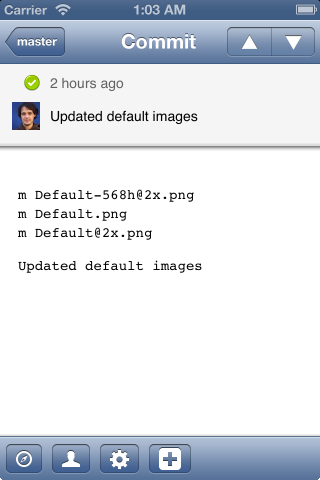 Carrier 1:03 AM
master Commit
2 hours ago
Updated default images
m Default-568h@2x.png
m Default.png
m Default@2x.png
Updated default images